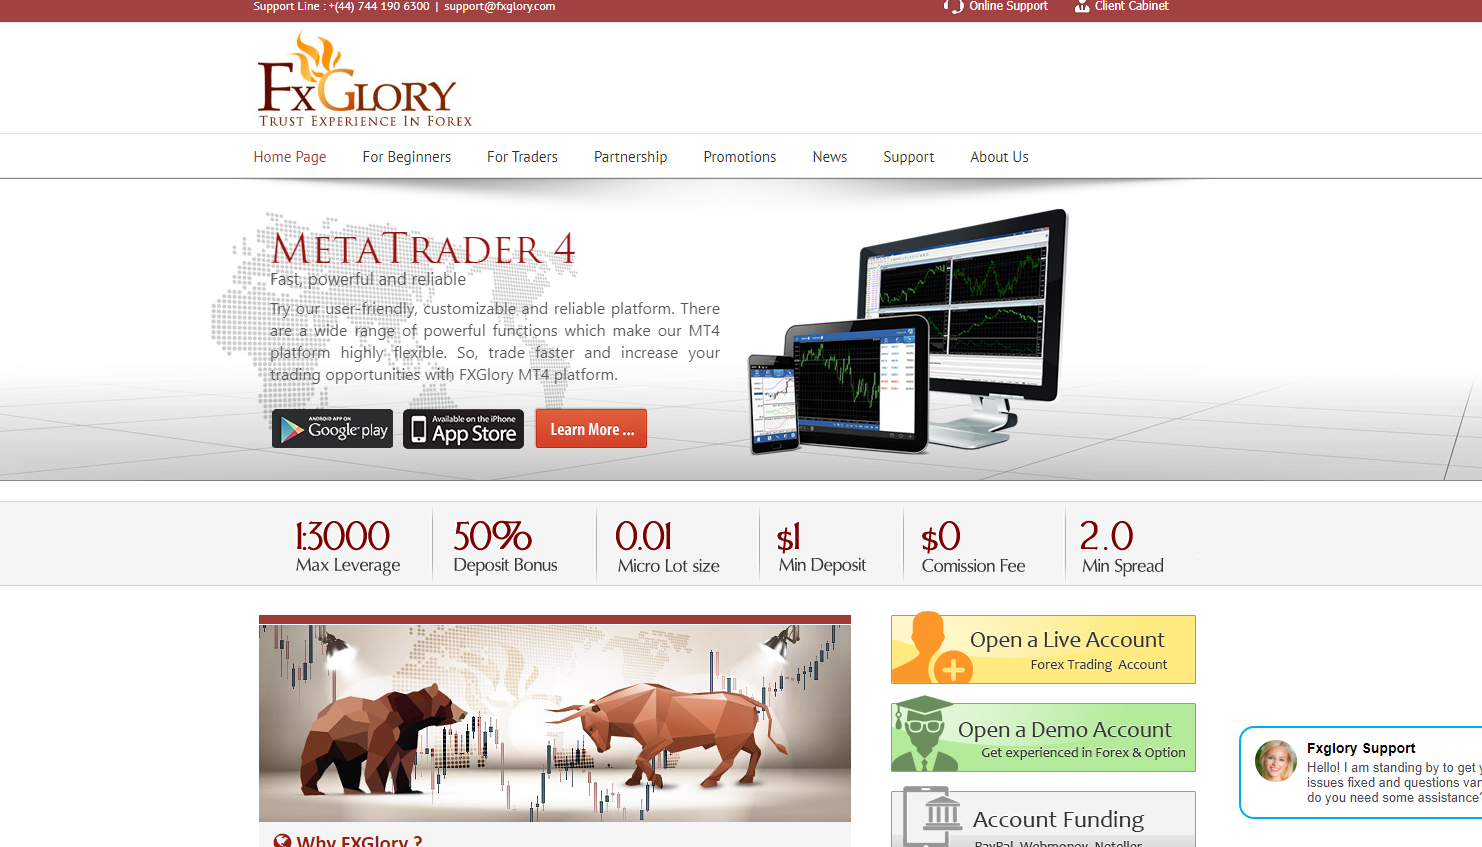 Support Line : +(44) 744 190 6300 | support@fxglory.com
Online Support
Client Cabinet
FxGlory
Trust Experience In Forex
Home Page
For Beginners
For Traders
Partnership
Promotions
News
Support
About Us
MetaTrader 4
Fast, powerful and reliable
Try our user-friendly, customizable and reliable platform. There
are a wide range of powerful functions which make our MT4
platform highly flexible. So, trade faster and increase your
trading opportunities with FXGlory MT4 platform.
ANDROID APP ON
Google play
Available on the iPhone
App Store
Learn More ...
1:3000
Max Leverage
50%
Deposit Bonus
0.01
Micro Lot size
$1
Min Deposit
$0
Comission Fee
2.0
Min Spread
Open a Live Account
Forex Trading Account
Open a Demo Account
Get experienced in Forex & Option
Account Funding
PayPal, Webmoney, Neteller
Why FXGlory ?
Fxglory Support
Hello! I am standing by to get
issues fixed and questions
do you need some assistance?